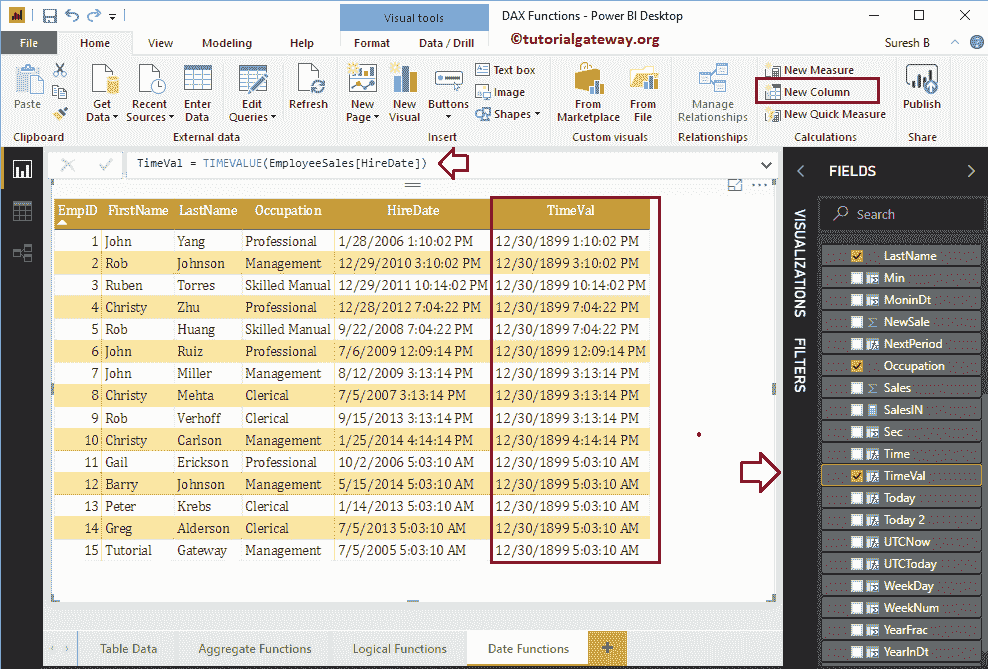 DAX Functions - Power BI Desktop
Visual tools
©tutorialgateway.org
File Home View Modeling Help Format Data / Drill Suresh B
Paste
Get Data
Recent Sources
Enter Data
Edit Queries
Refresh
New Page
New Visual
Buttons
Text box
Image
Shapes
From Marketplace
From File
Manage Relationships
New Measure
New Column
New Quick Measure
Publish
Clipboard External data Insert Custom visuals Relationships Calculations Share
TimeVal = TIMEVALUE(EmployeeSales[HireDate])
EmpID FirstName LastName Occupation HireDate TimeVal
1 John Yang Professional 1/28/2006 1:10:02 PM 12/30/1899 1:10:02 PM
2 Rob Johnson Management 12/29/2010 3:10:02 PM 12/30/1899 3:10:02 PM
3 Ruben Torres Skilled Manual 12/29/2011 10:14:02 PM 12/30/1899 10:14:02 PM
4 Christy Zhu Professional 12/28/2012 7:04:22 PM 12/30/1899 7:04:22 PM
5 Rob Huang Skilled Manual 9/22/2008 7:04:22 PM 12/30/1899 7:04:22 PM
6 John Ruiz Professional 7/6/2009 12:09:14 PM 12/30/1899 12:09:14 PM
7 John Miller Management 8/12/2009 3:13:14 PM 12/30/1899 3:13:14 PM
8 Christy Mehta Clerical 7/5/2007 3:13:14 PM 12/30/1899 3:13:14 PM
9 Rob Verhoff Clerical 9/15/2013 3:13:14 PM 12/30/1899 3:13:14 PM
10 Christy Carlson Management 1/25/2014 4:14:14 PM 12/30/1899 4:14:14 PM
11 Gail Erickson Professional 10/2/2006 5:03:10 AM 12/30/1899 5:03:10 AM
12 Barry Johnson Management 5/15/2014 5:03:10 AM 12/30/1899 5:03:10 AM
13 Peter Krebs Clerical 1/14/2013 5:03:10 AM 12/30/1899 5:03:10 AM
14 Greg Alderson Clerical 7/5/2013 5:03:10 AM 12/30/1899 5:03:10 AM
15 Tutorial Gateway Management 7/5/2005 5:03:10 AM 12/30/1899 5:03:10 AM
VISUALIZATIONS
FILTERS
FIELDS
Search
LastName
Min
MoninDt
NewSale
NextPeriod
Occupation
Sales
SalesIN
Sec
Time
TimeVal
Today
Today 2
UTCNow
UTCToday
WeekDay
WeekNum
YearFrac
YearInDt
Table Data Aggregate Functions Logical Functions Date Functions